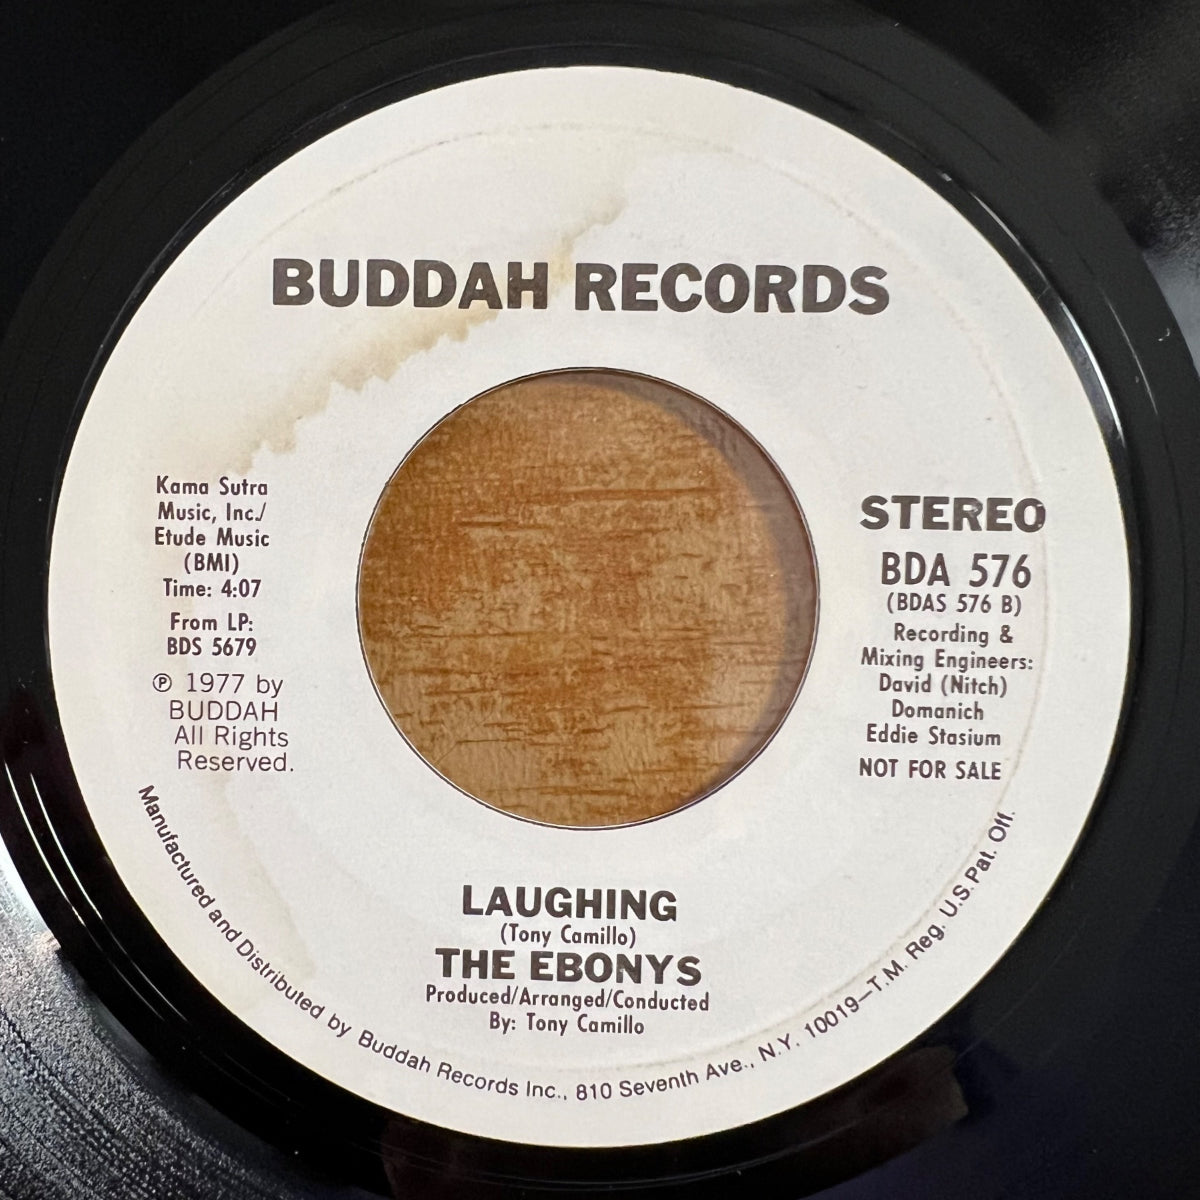 BUDDAH RECORDS
Kama Sutra
Music, Inc./
Etude Music
(BMI)
Time: 4:07
From LP:
BDS 5679
℗ 1977 by
BUDDAH
All Rights
Reserved.
STEREO
BDA 576
(BDAS 576 B)
Recording &
Mixing Engineers:
David (Nitch)
Domanich
Eddie Stasium
NOT FOR SALE
LAUGHING
(Tony Camillo)
THE EBONYS
Produced/Arranged/Conducted
By: Tony Camillo
Manufactured and Distributed by Buddah Records Inc., 810 Seventh Ave., N.Y. 10019—T.M. Reg. U.S. Pat. Off.